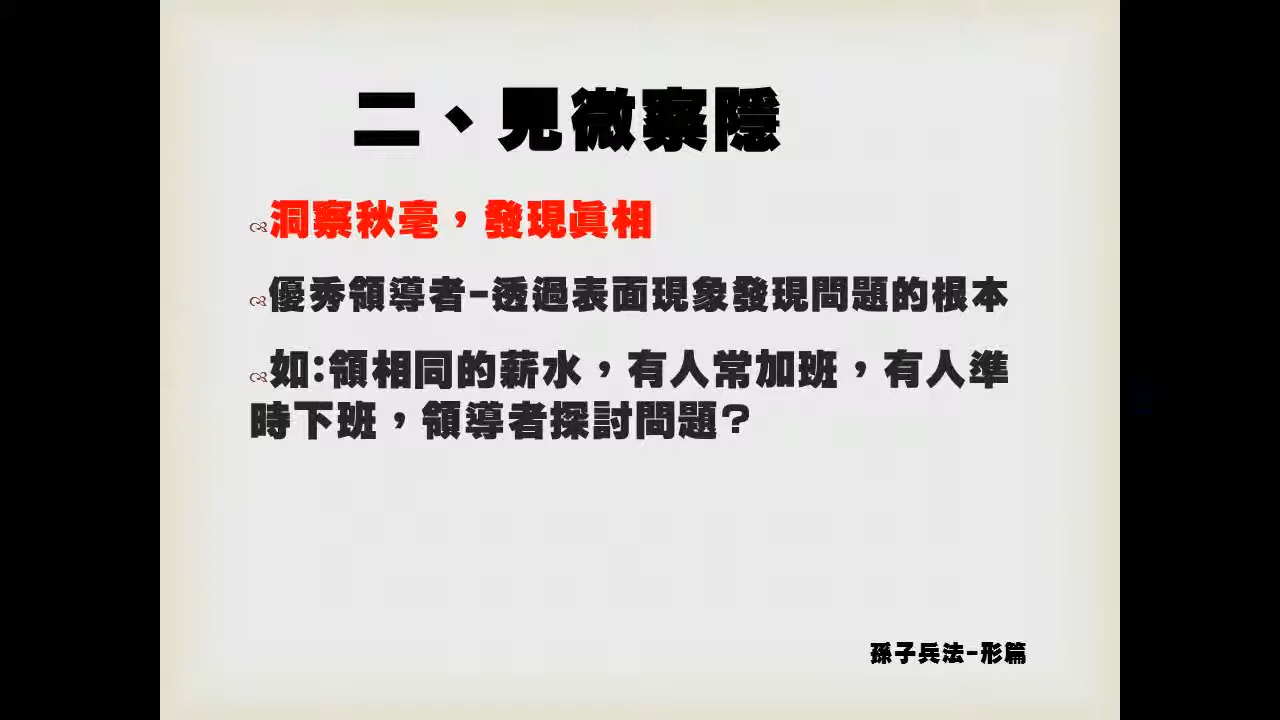 二、見微察隱
洞察秋毫，發現眞相
優秀領導者-透過表面現象發現問題的根本
如:領相同的薪水，有人常加班，有人準
時下班，領導者探討問題?
孫子兵法-形篇